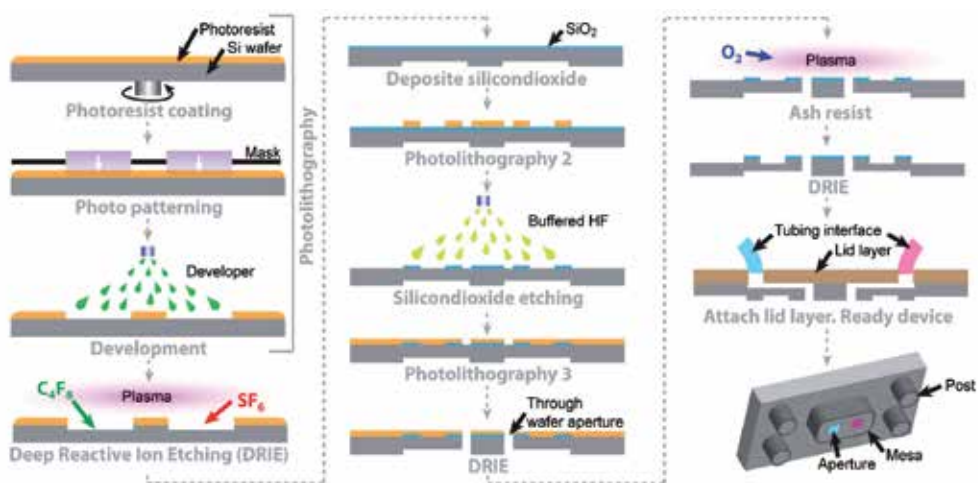 Photoresist
Si wafer
Photoresist coating
Mask
Photo patterning
Developer
Development
Photolithography
C4F8
Plasma
SF6
Deep Reactive Ion Etching (DRIE)
SiO2
Deposite silicondioxide
Photolithography 2
Buffered HF
Silicondioxide etching
Photolithography 3
Through
wafer aperture
DRIE
O2
Plasma
Ash resist
DRIE
Tubing interface
Lid layer
Attach lid layer. Ready device
Post
Mesa
Aperture